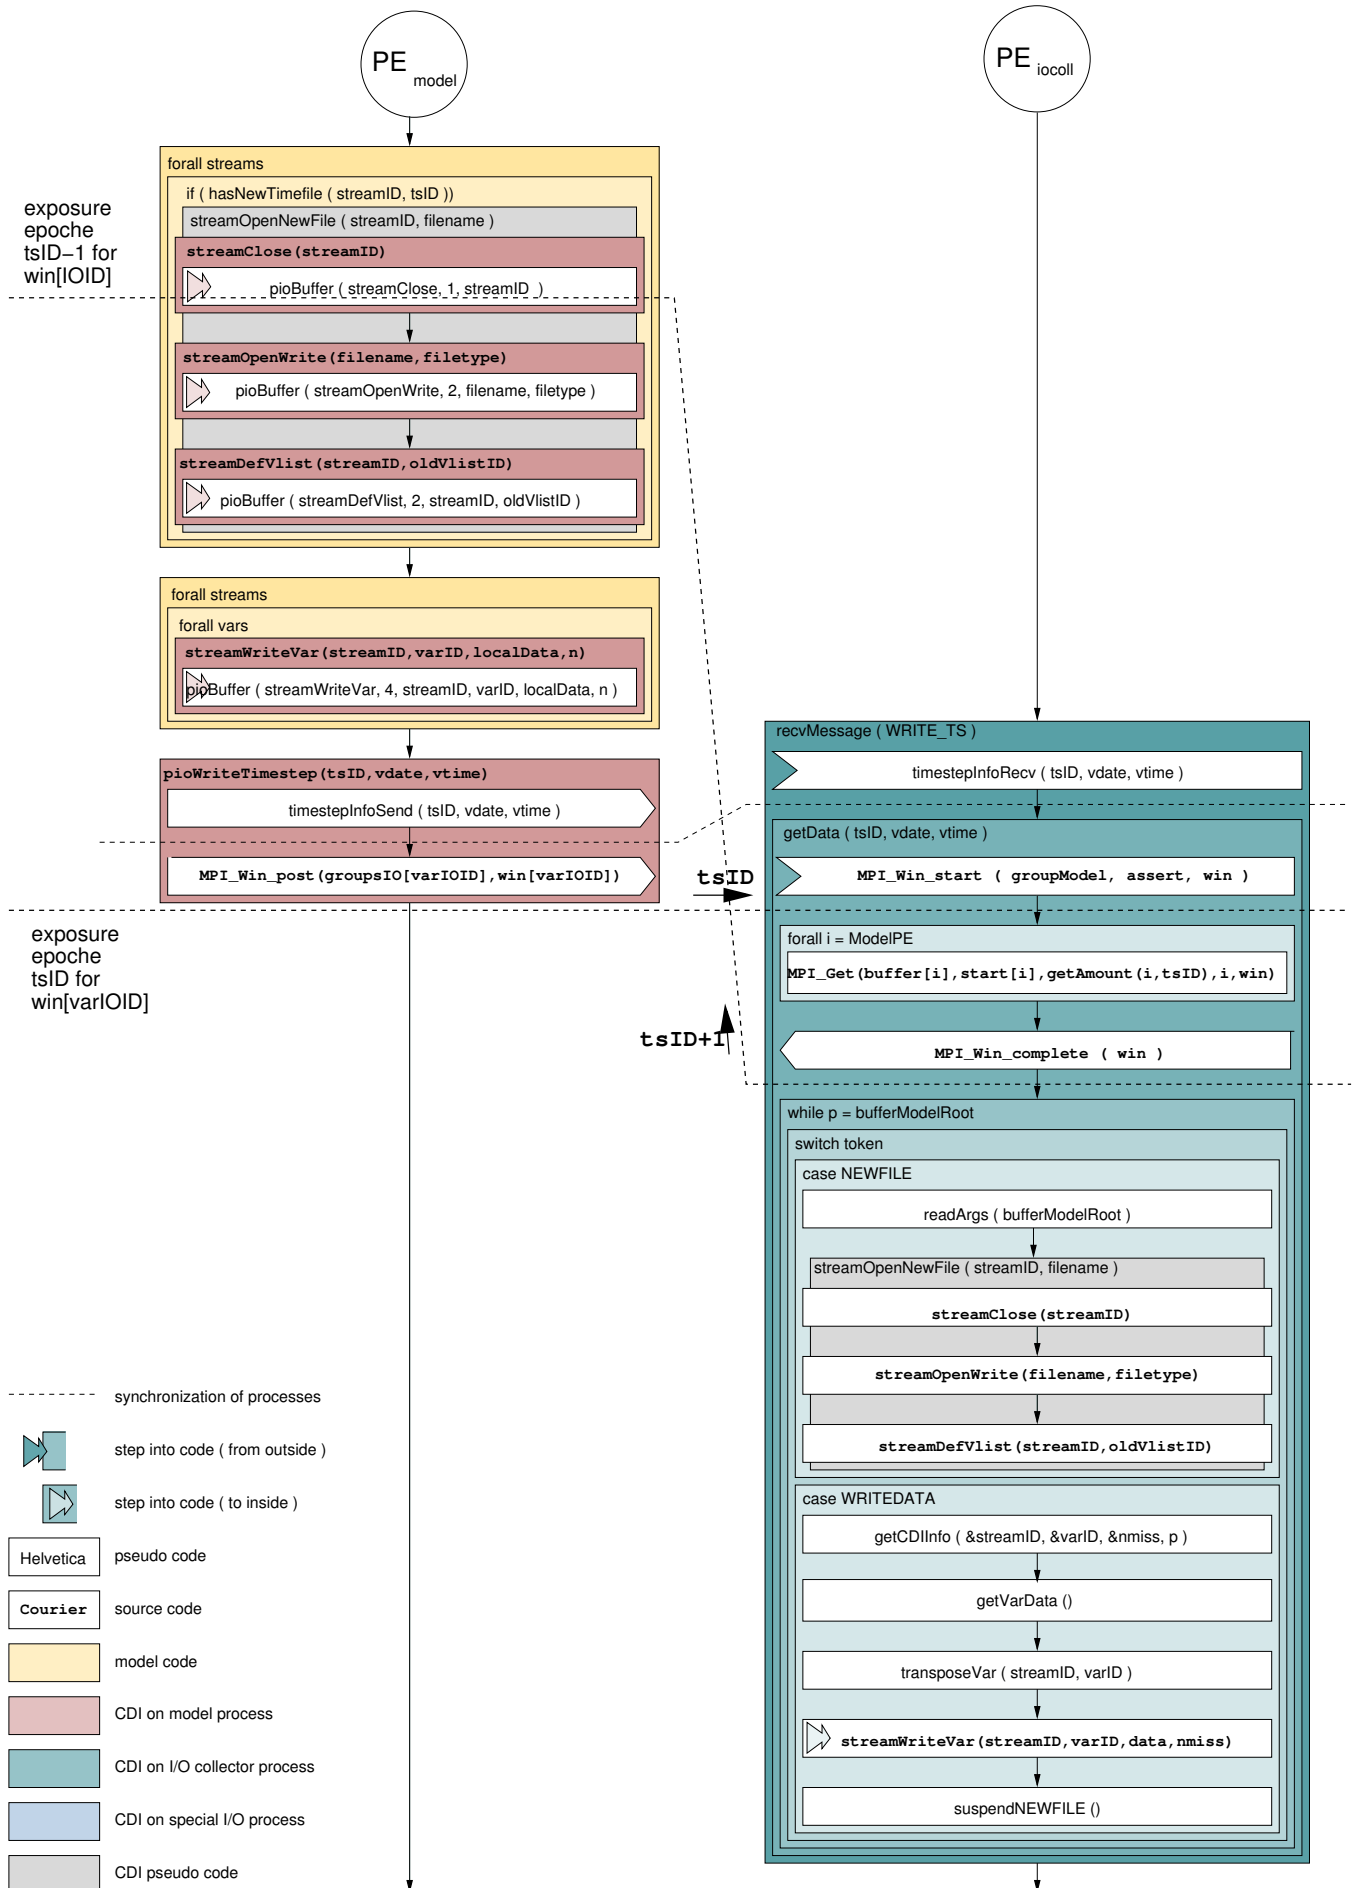 PE model
PE iocoll
forall streams
if ( hasNewTimefile ( streamID, tsID ))
streamOpenNewFile ( streamID, filename )
streamClose(streamID)
pioBuffer ( streamClose, 1, streamID )
streamOpenWrite(filename,filetype)
pioBuffer ( streamOpenWrite, 2, filename, filetype )
streamDefVlist(streamID,oldVlistID)
pioBuffer ( streamDefVlist, 2, streamID, oldVlistID )
exposure
epoche
tsID−1 for
win[IOID]
forall streams
forall vars
streamWriteVar(streamID,varID,localData,n)
pioBuffer ( streamWriteVar, 4, streamID, varID, localData, n )
pioWriteTimestep(tsID,vdate,vtime)
timestepInfoSend ( tsID, vdate, vtime )
MPI_Win_post(groupsIO[varIOID],win[varIOID])
exposure
epoche
tsID for
win[varIOID]
tsID
tsID+1
recvMessage ( WRITE_TS )
timestepInfoRecv ( tsID, vdate, vtime )
getData ( tsID, vdate, vtime )
MPI_Win_start ( groupModel, assert, win )
forall i = ModelPE
MPI_Get(buffer[i],start[i],getAmount(i,tsID),i,win)
MPI_Win_complete ( win )
while p = bufferModelRoot
switch token
case NEWFILE
readArgs ( bufferModelRoot )
streamOpenNewFile ( streamID, filename )
streamClose(streamID)
streamOpenWrite(filename,filetype)
streamDefVlist(streamID,oldVlistID)
case WRITEDATA
getCDIInfo ( &streamID, &varID, &nmiss, p )
getVarData ()
transposeVar ( streamID, varID )
streamWriteVar(streamID,varID,data,nmiss)
suspendNEWFILE ()
synchronization of processes
step into code ( from outside )
step into code ( to inside )
Helvetica pseudo code
Courier source code
model code
CDI on model process
CDI on I/O collector process
CDI on special I/O process
CDI pseudo code